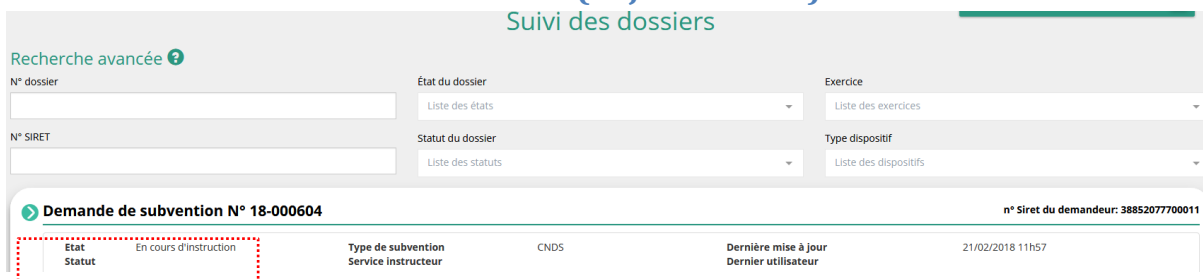 Suivi des dossiers
Recherche avancée ?
N° dossier État du dossier Exercice
Liste des états Liste des exercices
N° SIRET Statut du dossier Type dispositif
Liste des statuts Liste des dispositifs
Demande de subvention N° 18-000604 n° Siret du demandeur: 38852077700011
Etat En cours d'instruction Type de subvention CNDS Dernière mise à jour 21/02/2018 11h57
Statut Service instructeur Dernier utilisateur